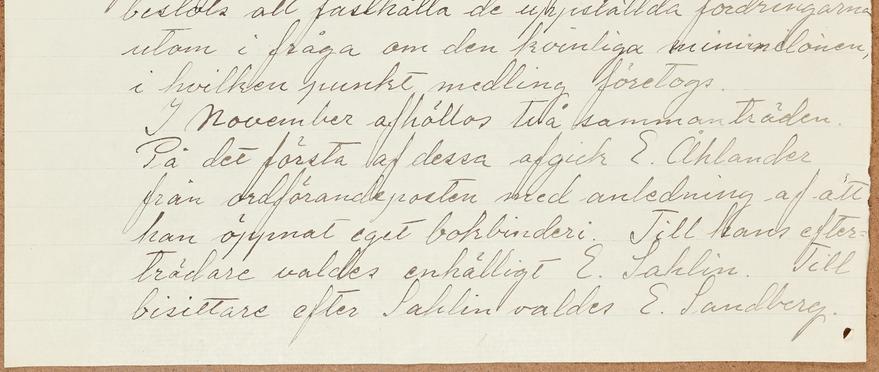 beslöts att fasthålla de uppställda fordringarna
utom i fråga om den kvinliga minimilönen,
i hvilken punkt medling företogs.
I November afhöllos två sammanträden.
På det första af dessa afgick E. Åhlander
från ordförandeposten med anledning af att
han öppnat eget bokbinderi. Till hans efter-
trädare valdes enhälligt E. Sahlin. Till
bisittare efter Sahlin valdes E. Sandberg.